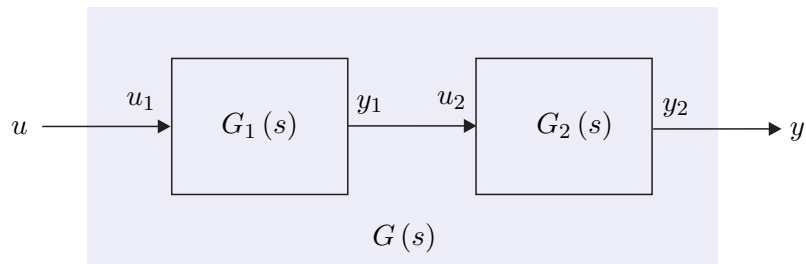 u u₁ G₁(s) y₁ u₂ G₂(s) y₂ y
G(s)